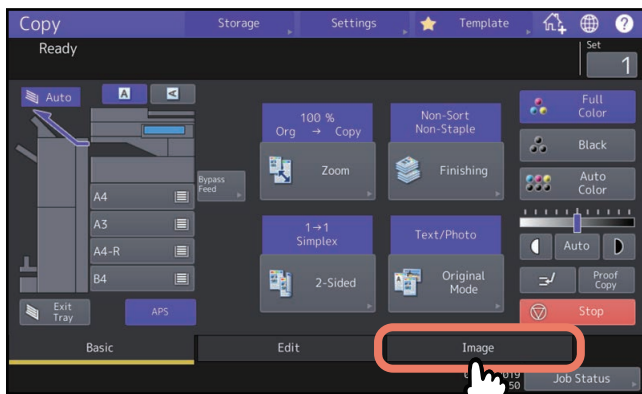 Copy
Storage
Settings
Template
?
Ready
Set
1
Auto
A
A
100 %
Org → Copy
Non-Sort
Non-Staple
Full
Color
Zoom
Finishing
Black
Bypass
Feed
Auto
Color
A4
A3
A4-R
B4
1→1
Simplex
Text/Photo
Auto
2-Sided
Original
Mode
Proof
Copy
Exit
Tray
APS
Stop
Basic
Edit
Image
Job Status